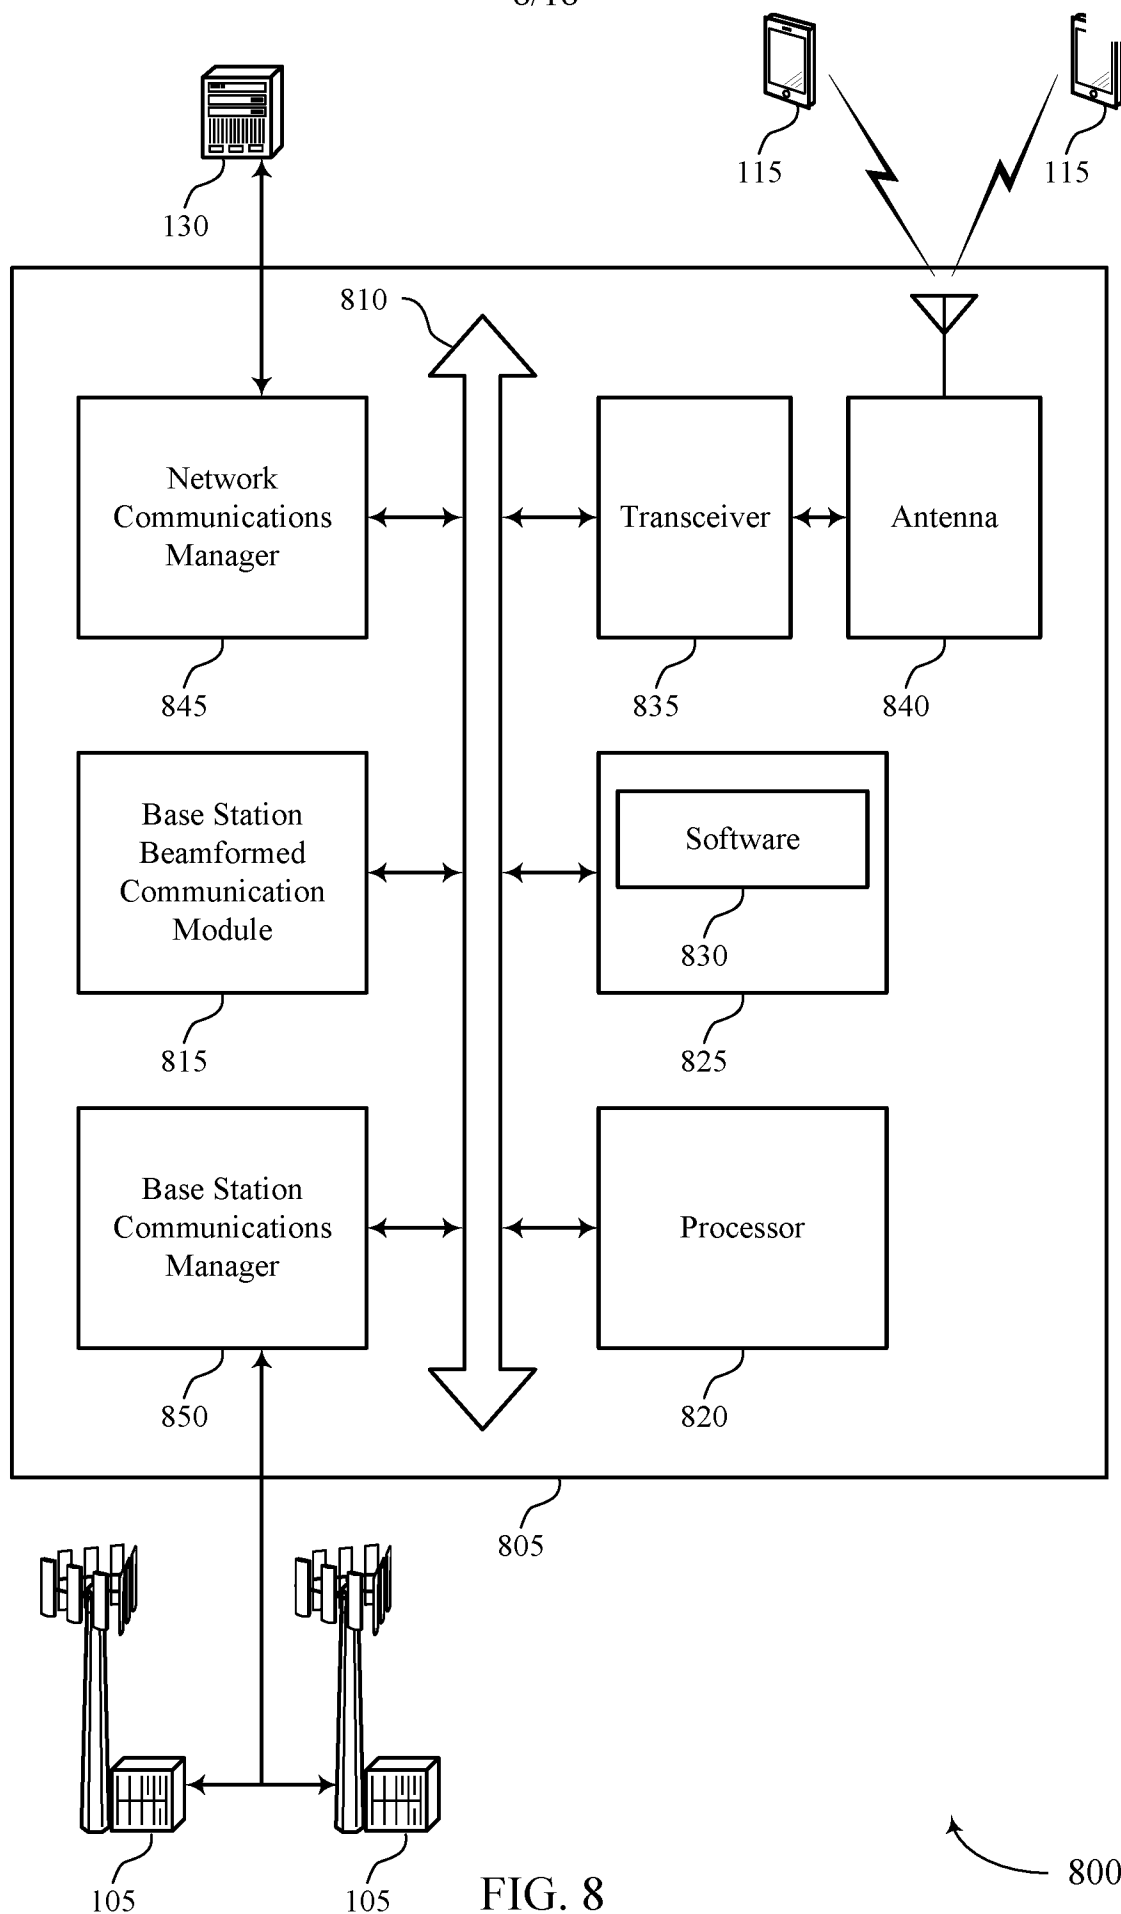 115
115
130
810
Network
Communications
Manager
Transceiver
Antenna
845
835
840
Base Station
Beamformed
Communication
Module
Software
830
815
825
Base Station
Communications
Manager
Processor
850
820
805
105
105
FIG. 8
800